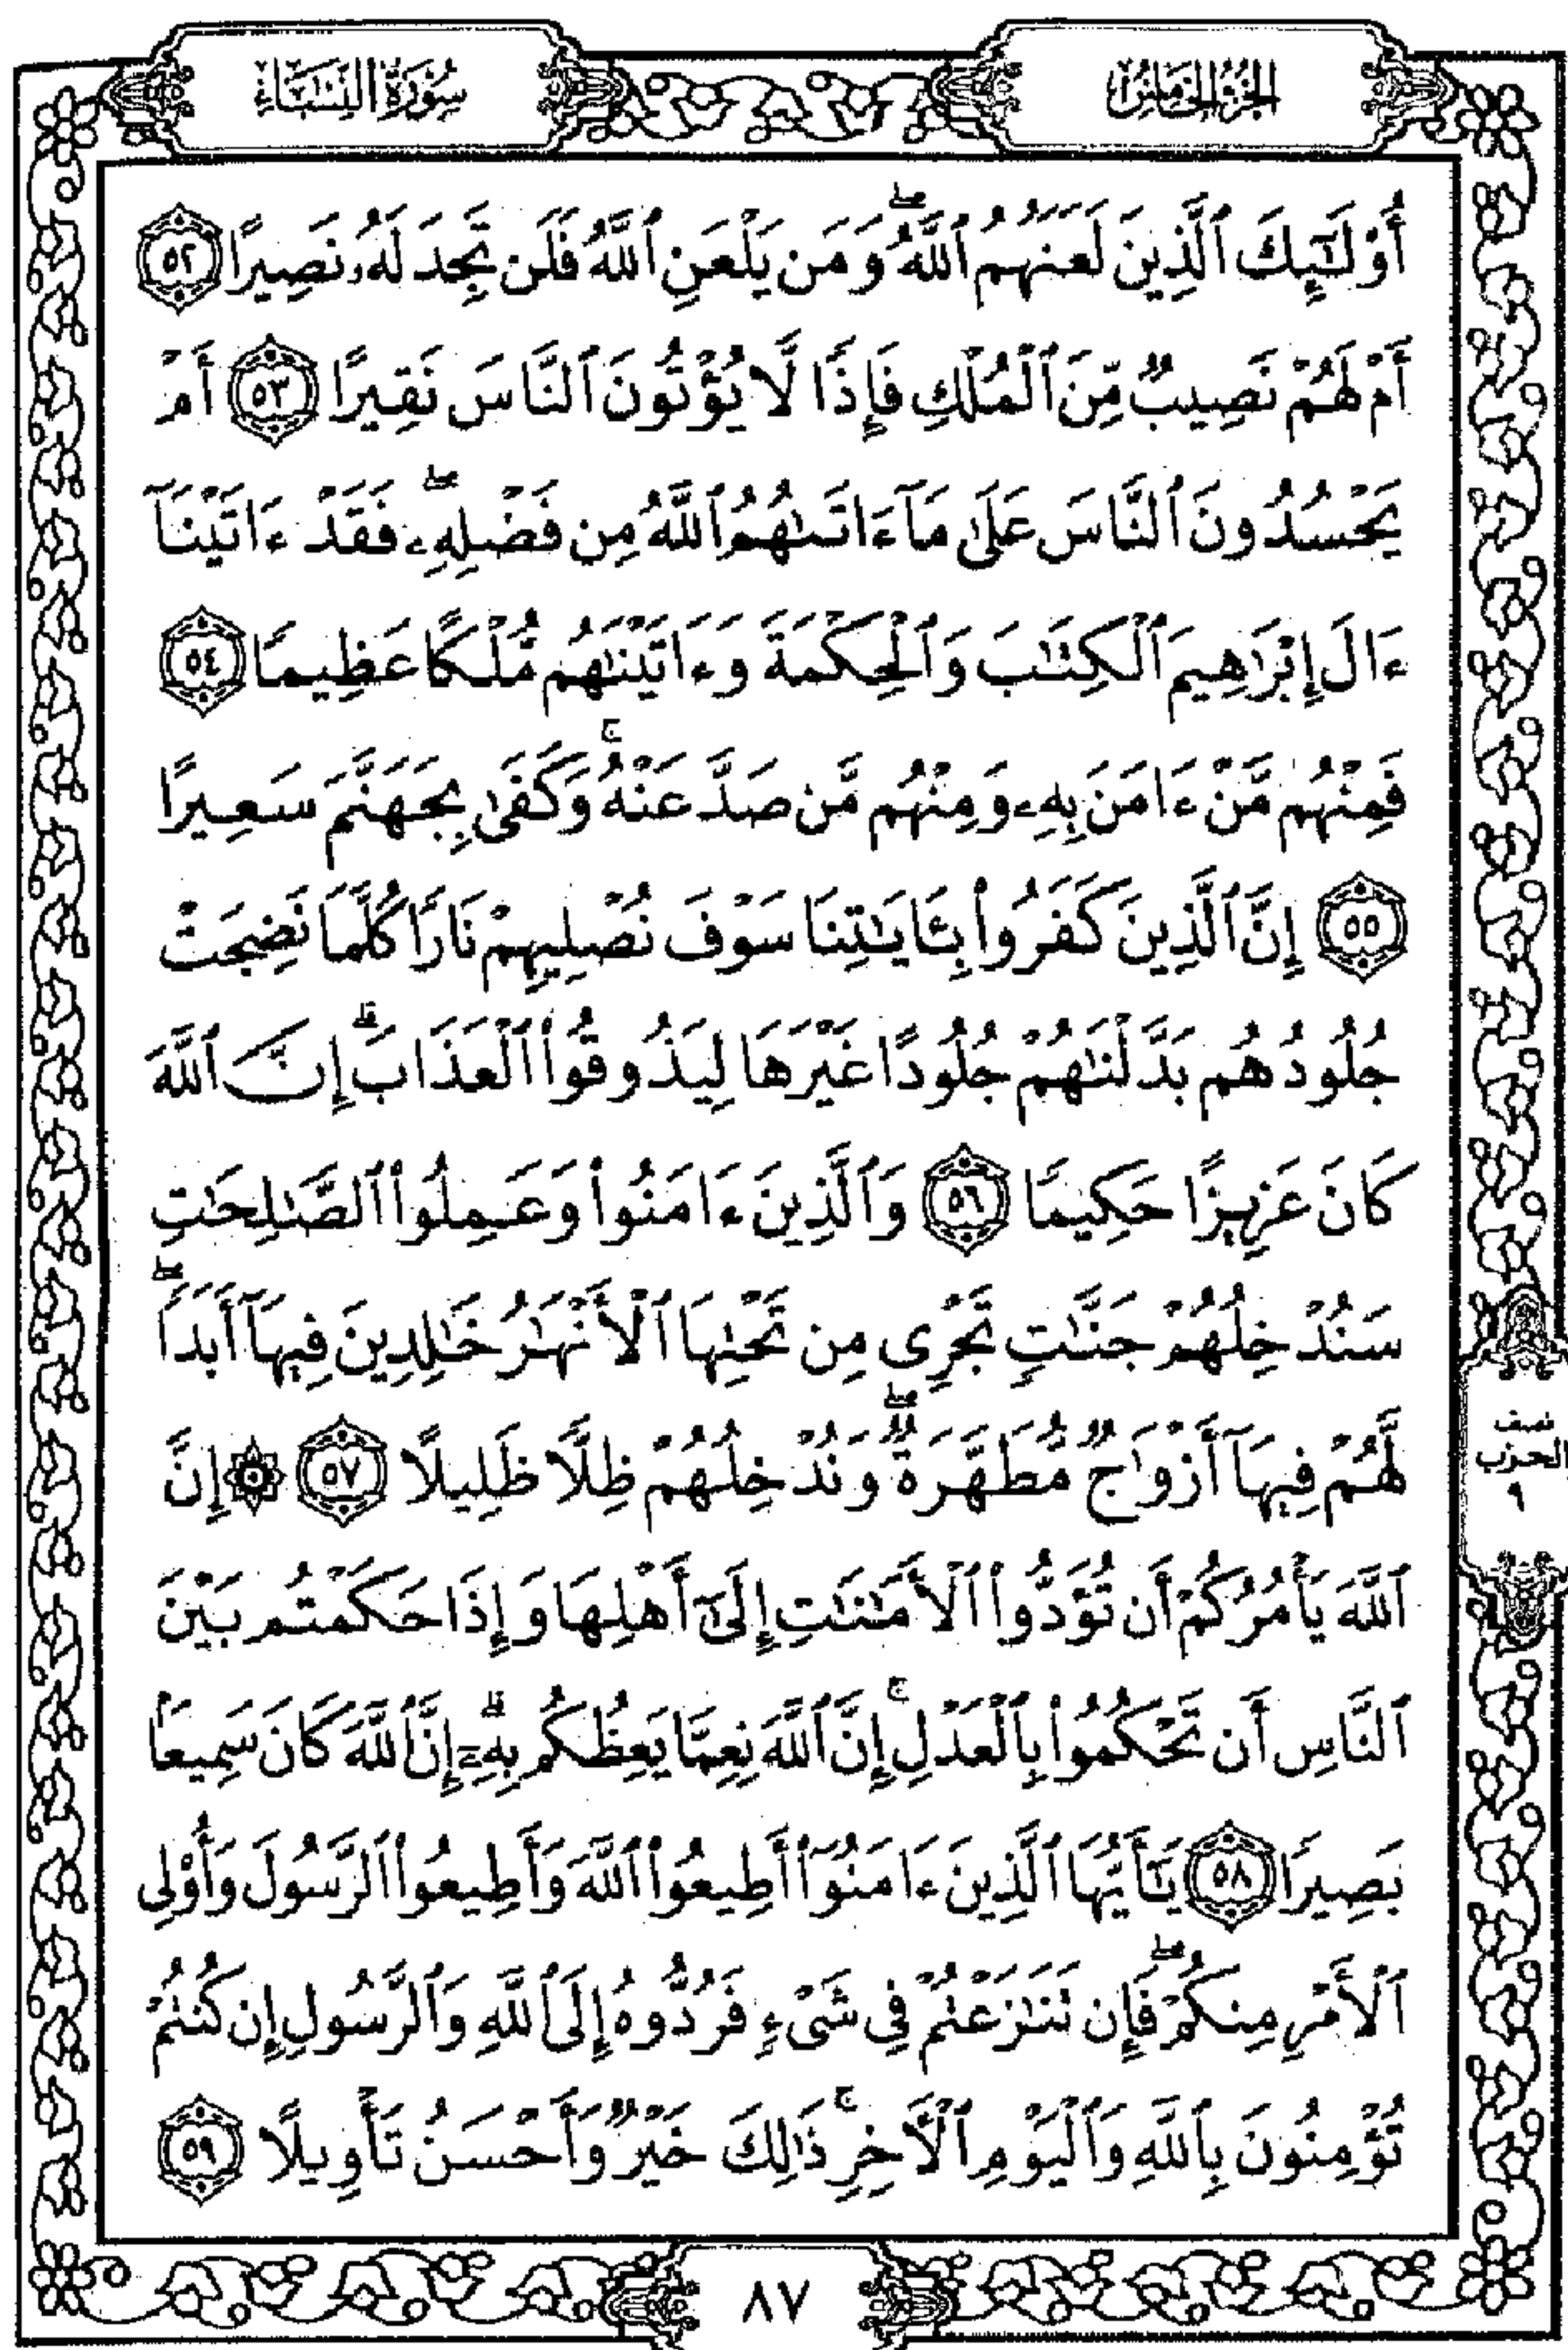 الجزء الخامس
سورة النساء
أُوْلَٰٓئِكَ ٱلَّذِينَ لَعَنَهُمُ ٱللَّهُۖ وَمَن يَلْعَنِ ٱللَّهُ فَلَن تَجِدَ لَهُۥ نَصِيرًا ٥٢
أَمْ لَهُمْ نَصِيبٌ مِّنَ ٱلْمُلْكِ فَإِذًا لَّا يُؤْتُونَ ٱلنَّاسَ نَقِيرًا ٥٣ أَمْ
يَحْسُدُونَ ٱلنَّاسَ عَلَىٰ مَآ ءَاتَىٰهُمُ ٱللَّهُ مِن فَضْلِهِۦۖ فَقَدْ ءَاتَيْنَآ
ءَالَ إِبْرَٰهِيمَ ٱلْكِتَٰبَ وَٱلْحِكْمَةَ وَءَاتَيْنَٰهُم مُّلْكًا عَظِيمًا ٥٤
فَمِنْهُم مَّنْ ءَامَنَ بِهِۦ وَمِنْهُم مَّن صَدَّ عَنْهُۚ وَكَفَىٰ بِجَهَنَّمَ سَعِيرًا
٥٥ إِنَّ ٱلَّذِينَ كَفَرُوا۟ بِـَٔايَٰتِنَا سَوْفَ نُصْلِيهِمْ نَارًا كُلَّمَا نَضِجَتْ
جُلُودُهُم بَدَّلْنَٰهُمْ جُلُودًا غَيْرَهَا لِيَذُوقُوا۟ ٱلْعَذَابَۗ إِنَّ ٱللَّهَ
كَانَ عَزِيزًا حَكِيمًا ٥٦ وَٱلَّذِينَ ءَامَنُوا۟ وَعَمِلُوا۟ ٱلصَّٰلِحَٰتِ
سَنُدْخِلُهُمْ جَنَّٰتٍ تَجْرِى مِن تَحْتِهَا ٱلْأَنْهَٰرُ خَٰلِدِينَ فِيهَآ أَبَدًاۖ
لَّهُمْ فِيهَآ أَزْوَٰجٌ مُّطَهَّرَةٌۖ وَنُدْخِلُهُمْ ظِلًّا ظَلِيلًا ٥٧ ۞ إِنَّ
ٱللَّهَ يَأْمُرُكُمْ أَن تُؤَدُّوا۟ ٱلْأَمَٰنَٰتِ إِلَىٰٓ أَهْلِهَا وَإِذَا حَكَمْتُم بَيْنَ
ٱلنَّاسِ أَن تَحْكُمُوا۟ بِٱلْعَدْلِۚ إِنَّ ٱللَّهَ نِعِمَّا يَعِظُكُم بِهِۦٓۗ إِنَّ ٱللَّهَ كَانَ سَمِيعًۢا
بَصِيرًا ٥٨ يَٰٓأَيُّهَا ٱلَّذِينَ ءَامَنُوٓا۟ أَطِيعُوا۟ ٱللَّهَ وَأَطِيعُوا۟ ٱلرَّسُولَ وَأُو۟لِى
ٱلْأَمْرِ مِنكُمْۖ فَإِن تَنَٰزَعْتُمْ فِى شَىْءٍ فَرُدُّوهُ إِلَى ٱللَّهِ وَٱلرَّسُولِ إِن كُنتُمْ
تُؤْمِنُونَ بِٱللَّهِ وَٱلْيَوْمِ ٱلْأَخِرِۚ ذَٰلِكَ خَيْرٌ وَأَحْسَنُ تَأْوِيلًا ٥٩
نصف
الحزب
٩
٨٧